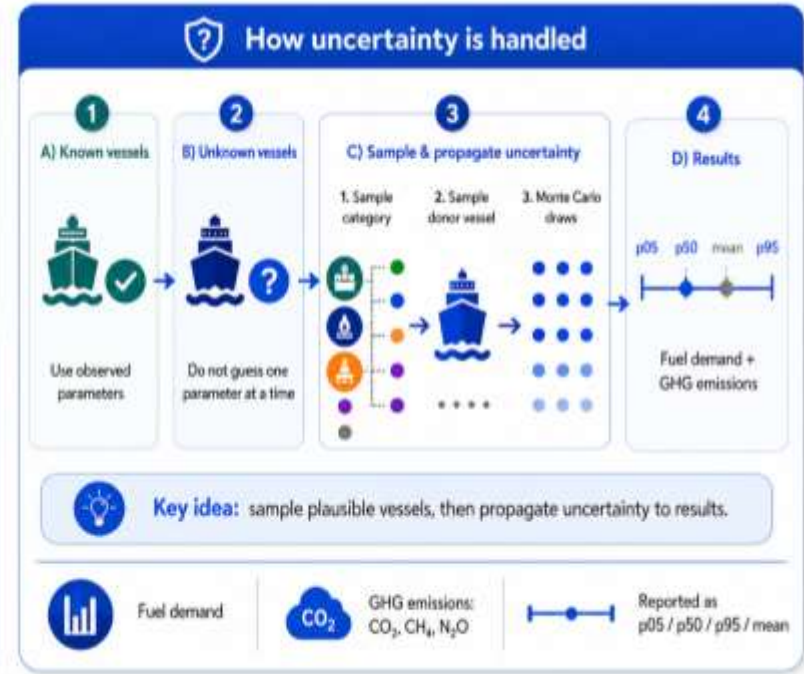 ?
How uncertainty is handled
1
A) Known vessels
Use observed
parameters
2
B) Unknown vessels
?
Do not guess one
parameter at a time
3
C) Sample & propagate uncertainty
1. Sample
category
2. Sample
donor vessel
3. Monte Carlo
draws
4
D) Results
p05 p50 mean p95
Fuel demand +
GHG emissions
Key idea: sample plausible vessels, then propagate uncertainty to results.
Fuel demand
CO₂
GHG emissions:
CO₂, CH₄, N₂O
Reported as
p05 / p50 / p95 / mean